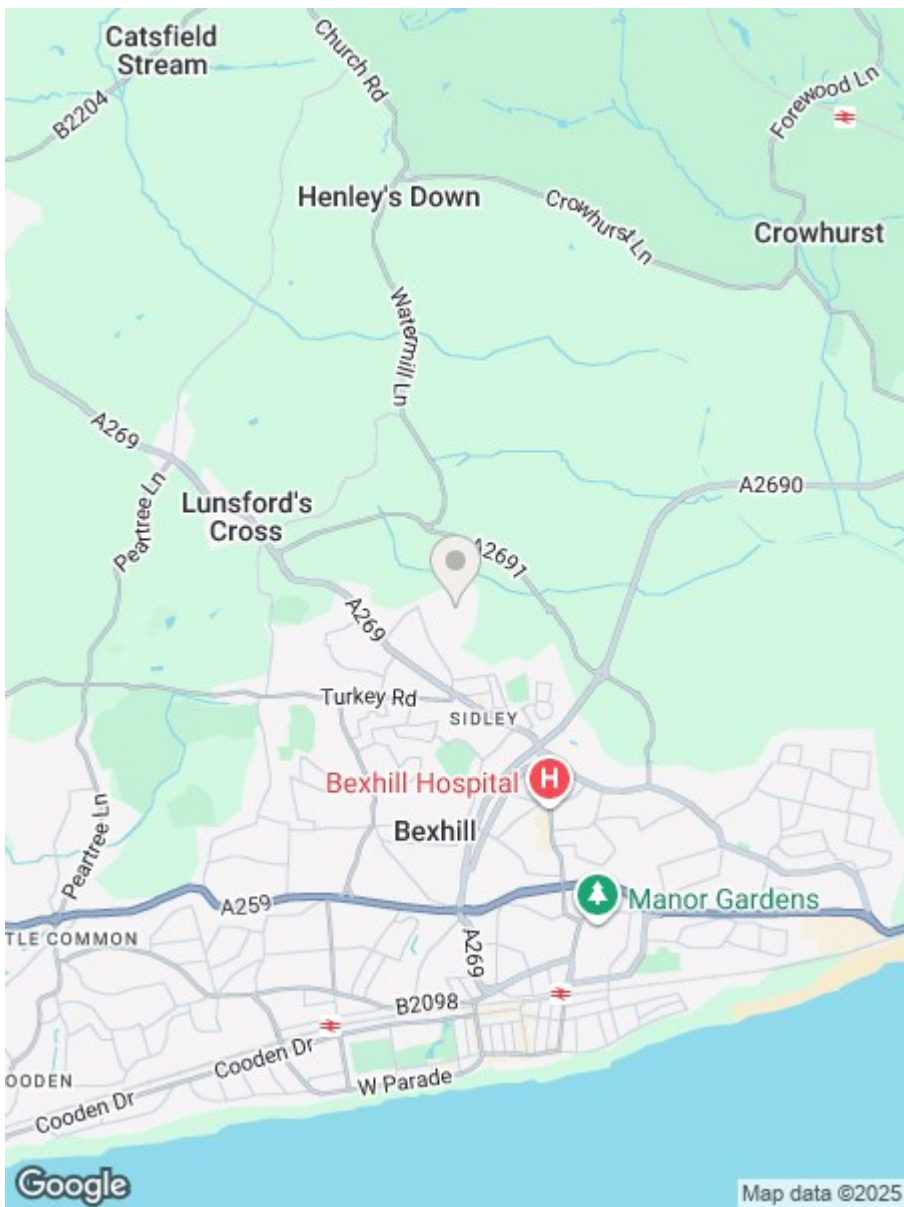 Catsfield
Stream
Church Rd
B2204
Forewood Ln
Henley's Down
Crowhurst Ln
Crowhurst
Watermill Ln
A269
Peartree Ln
A2690
Lunsford's
Cross
A2691
A269
Turkey Rd
SIDLEY
Bexhill Hospital
H
Bexhill
Peartree Ln
A259
Manor Gardens
TLE COMMON
A269
B2098
Cooden Dr
OODEN
W Parade
Cooden Dr
Google
Map data ©2025